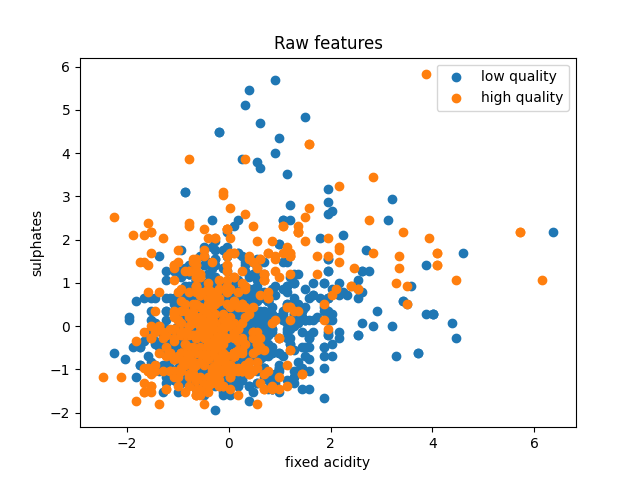 Raw features
low quality
high quality
6
5
4
3
2
1
0
−1
−2
sulphates
−2
0
2
4
6
fixed acidity